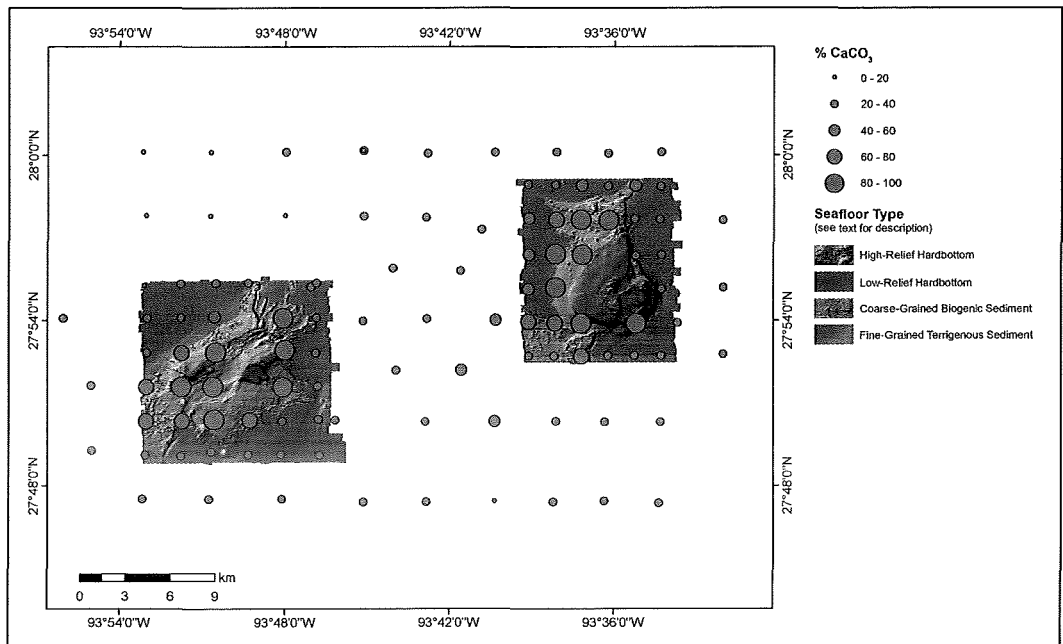 93°54'0"W 93°48'0"W 93°42'0"W 93°36'0"W
% CaCO3
0 - 20
20 - 40
40 - 60
60 - 80
80 - 100
Seafloor Type
(see text for description)
High-Relief Hardbottom
Low-Relief Hardbottom
Coarse-Grained Biogenic Sediment
Fine-Grained Terrigenous Sediment
28°0'0"N 28°0'0"N
27°54'0"N 27°54'0"N
27°48'0"N 27°48'0"N
km
0 3 6 9
93°54'0"W 93°48'0"W 93°42'0"W 93°36'0"W